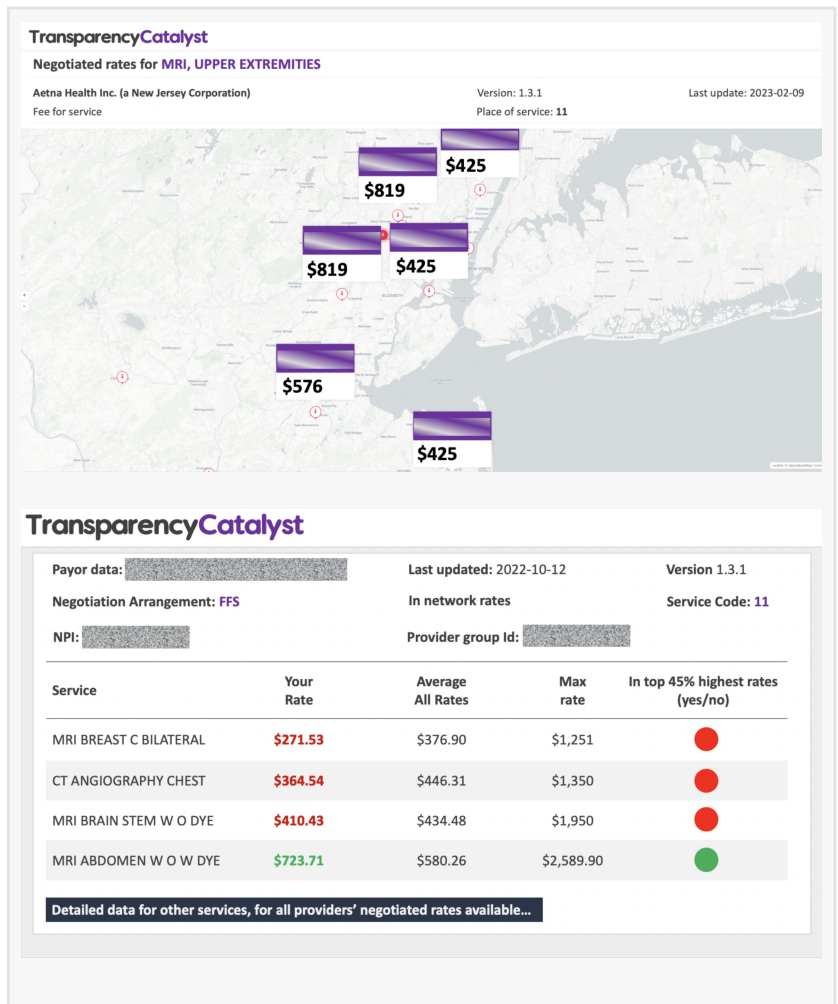 TransparencyCatalyst
Negotiated rates for MRI, UPPER EXTREMITIES
Aetna Health Inc. (a New Jersey Corporation) Version: 1.3.1 Last update: 2023-02-09
Fee for service Place of service: 11
$425
$819
$819
$425
ELIZABETH
$576
$425
TransparencyCatalyst
Payor data: Last updated: 2022-10-12 Version 1.3.1
Negotiation Arrangement: FFS In network rates Service Code: 11
NPI: Provider group Id:
Service Your Rate Average All Rates Max rate In top 45% highest rates (yes/no)
MRI BREAST C BILATERAL $271.53 $376.90 $1,251
CT ANGIOGRAPHY CHEST $364.54 $446.31 $1,350
MRI BRAIN STEM W O DYE $410.43 $434.48 $1,950
MRI ABDOMEN W O W DYE $723.71 $580.26 $2,589.90
Detailed data for other services, for all providers’ negotiated rates available...